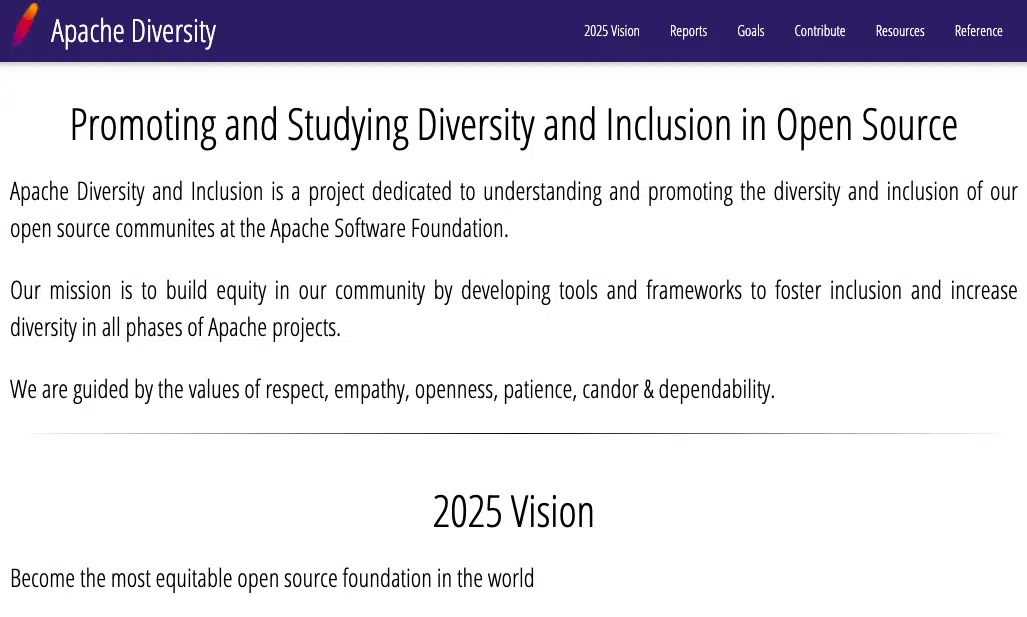 Apache Diversity
2025 Vision Reports Goals Contribute Resources Reference
Promoting and Studying Diversity and Inclusion in Open Source
Apache Diversity and Inclusion is a project dedicated to understanding and promoting the diversity and inclusion of our
open source communites at the Apache Software Foundation.
Our mission is to build equity in our community by developing tools and frameworks to foster inclusion and increase
diversity in all phases of Apache projects.
We are guided by the values of respect, empathy, openness, patience, candor & dependability.
2025 Vision
Become the most equitable open source foundation in the world